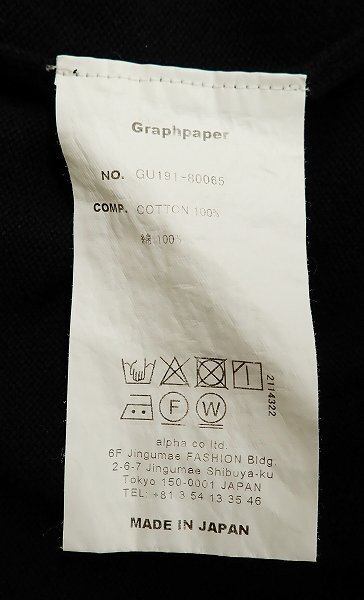 Graphpaper
NO. GU191-80065
COMP. COTTON 100%
綿 100%
2114322
F W
alpha co ltd.
6F Jingumae FASHION Bldg.
2-6-7 Jingumae Shibuya-ku
Tokyo 150-0001 JAPAN
TEL: +81 3 54 13 35 46
MADE IN JAPAN